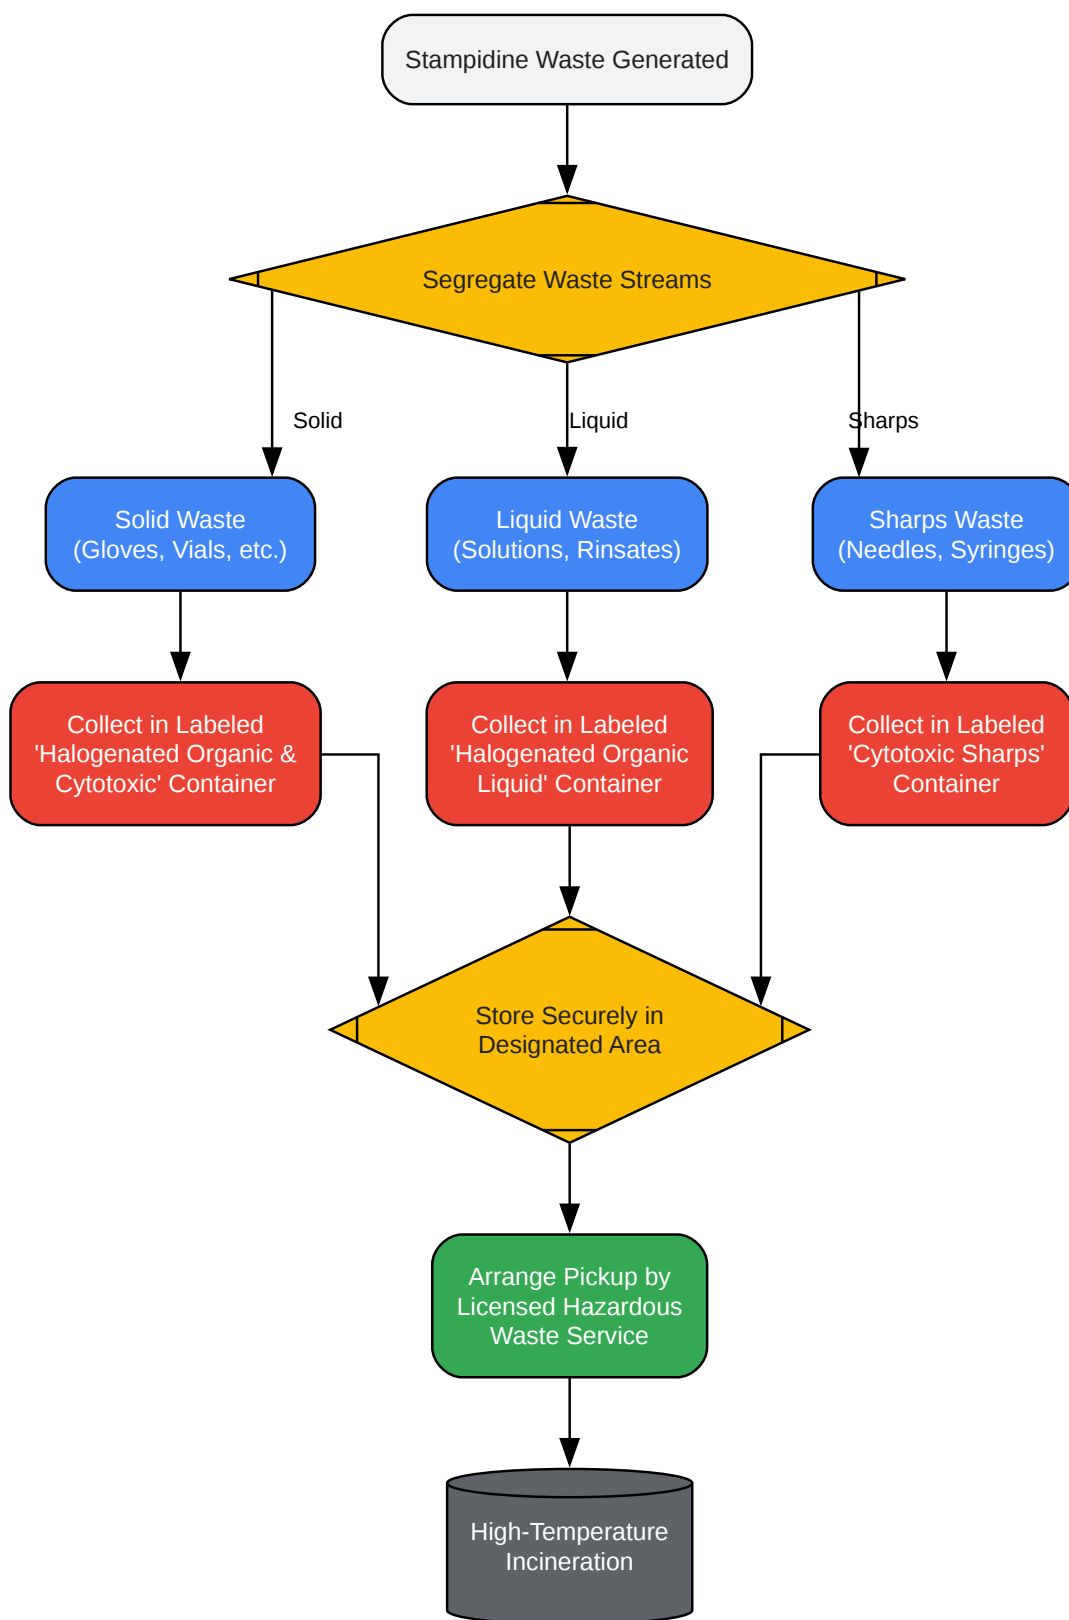 Stampidine Waste Generated
Segregate Waste Streams
Solid
Liquid
Sharps
Solid Waste
(Gloves, Vials, etc.)
Liquid Waste
(Solutions, Rinsates)
Sharps Waste
(Needles, Syringes)
Collect in Labeled
'Halogenated Organic &
Cytotoxic' Container
Collect in Labeled
'Halogenated Organic
Liquid' Container
Collect in Labeled
'Cytotoxic Sharps'
Container
Store Securely in
Designated Area
Arrange Pickup by
Licensed Hazardous
Waste Service
High-Temperature
Incineration